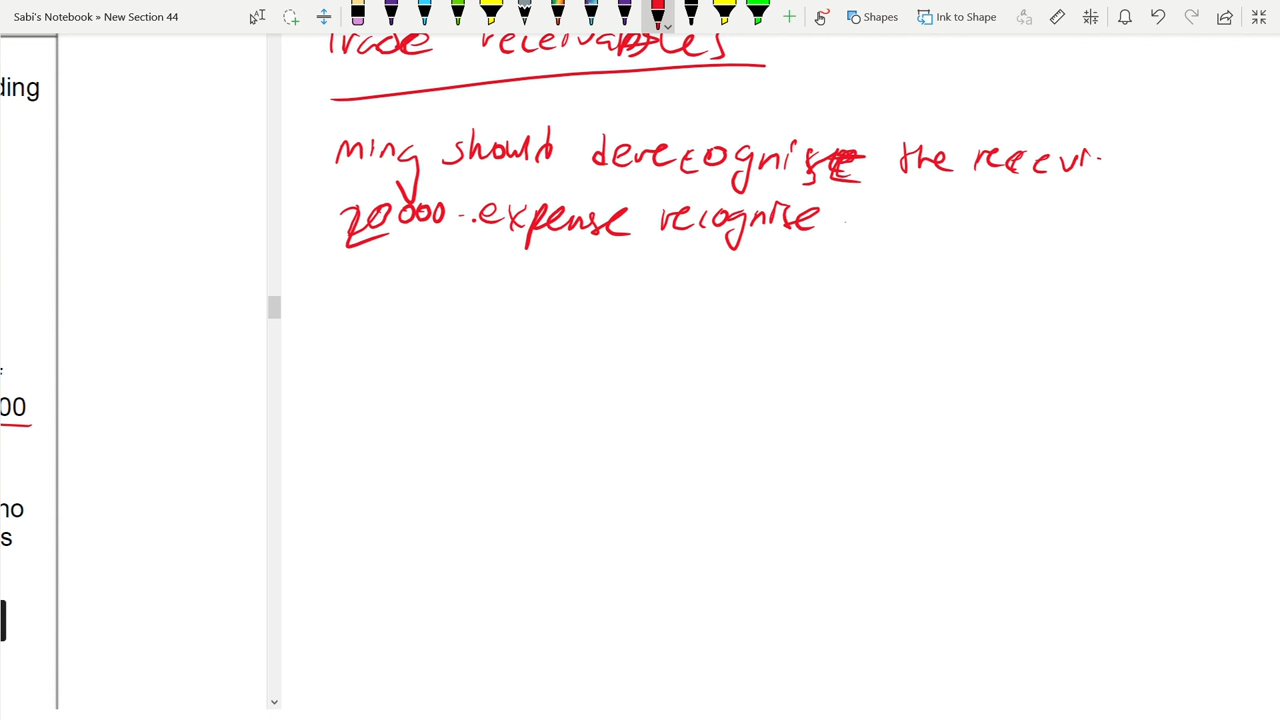 Sabi's Notebook » New Section 44
Shapes
Ink to Shape
Trade receivables
ding
Ming should derecognise the receiv.
20000 -.expense recognise
00
no
s